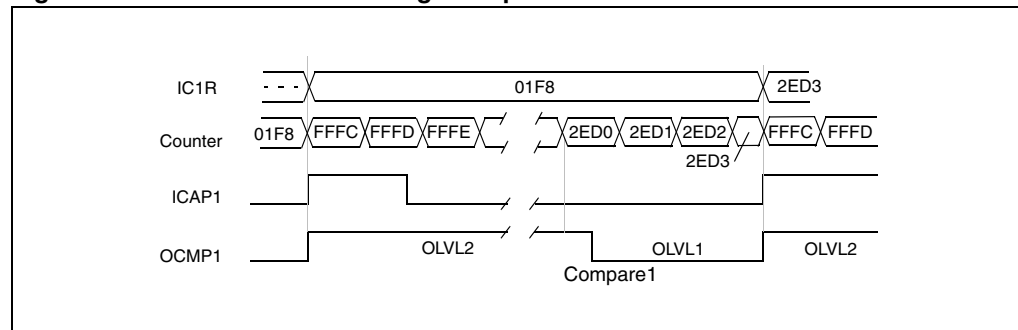 IC1R - - - 01F8 2ED3
Counter 01F8 FFFC FFFD FFFE 2ED0 2ED1 2ED2 FFFC FFFD
2ED3
ICAP1
OCMP1 OLVL2 OLVL1 OLVL2
Compare1